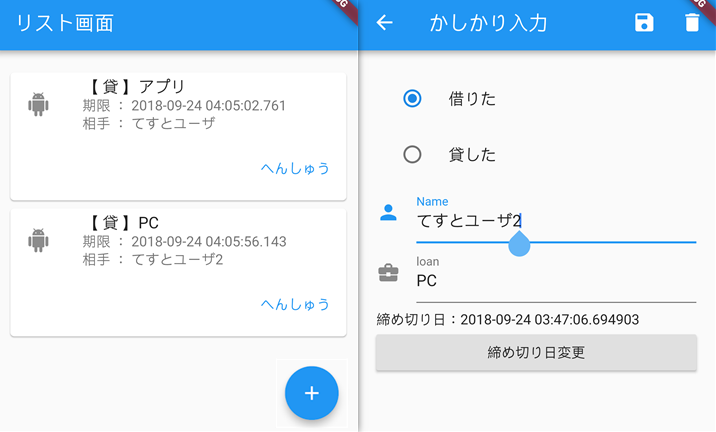 リスト画面
【 貸 】アプリ
期限 ： 2018-09-24 04:05:02.761
相手 ： てすとユーザ
へんしゅう
【 貸 】PC
期限 ： 2018-09-24 04:05:56.143
相手 ： てすとユーザ2
へんしゅう
かしかり入力
借りた
貸した
Name
てすとユーザ2
loan
PC
締め切り日：2018-09-24 03:47:06.694903
締め切り日変更